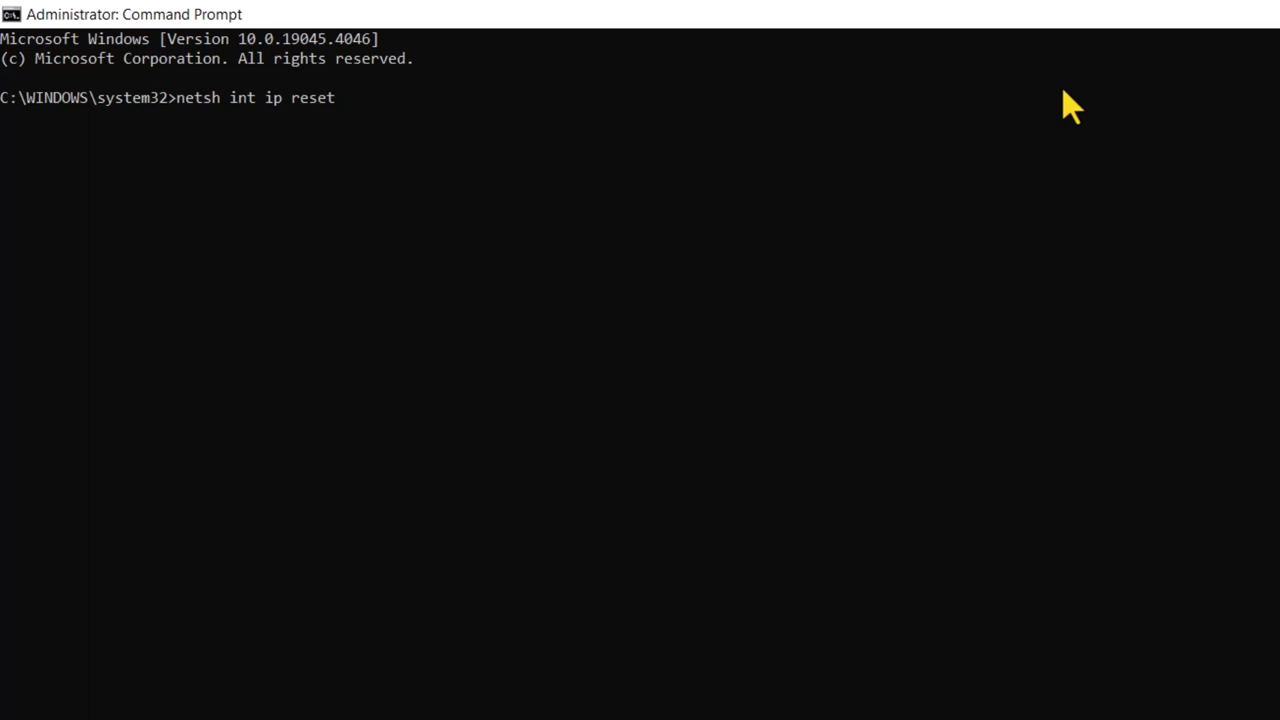 Administrator: Command Prompt
Microsoft Windows [Version 10.0.19045.4046]
(c) Microsoft Corporation. All rights reserved.
C:\WINDOWS\system32>netsh int ip reset